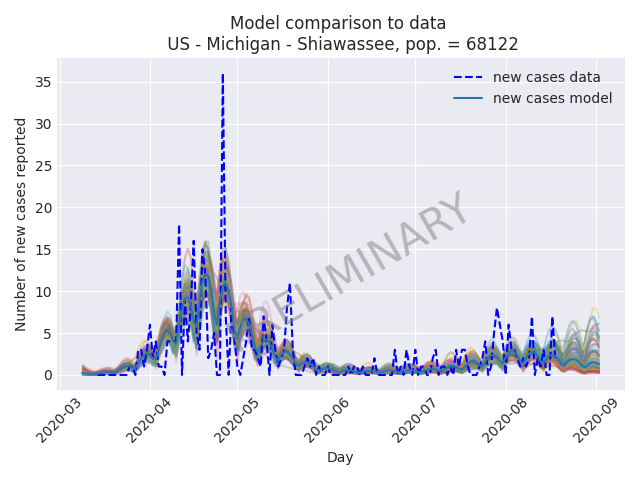 Model comparison to data
US - Michigan - Shiawassee, pop. = 68122
new cases data
new cases model
Number of new cases reported
35
30
25
20
15
10
5
0
PRELIMINARY
2020-03
2020-04
2020-05
2020-06
2020-07
2020-08
2020-09
Day